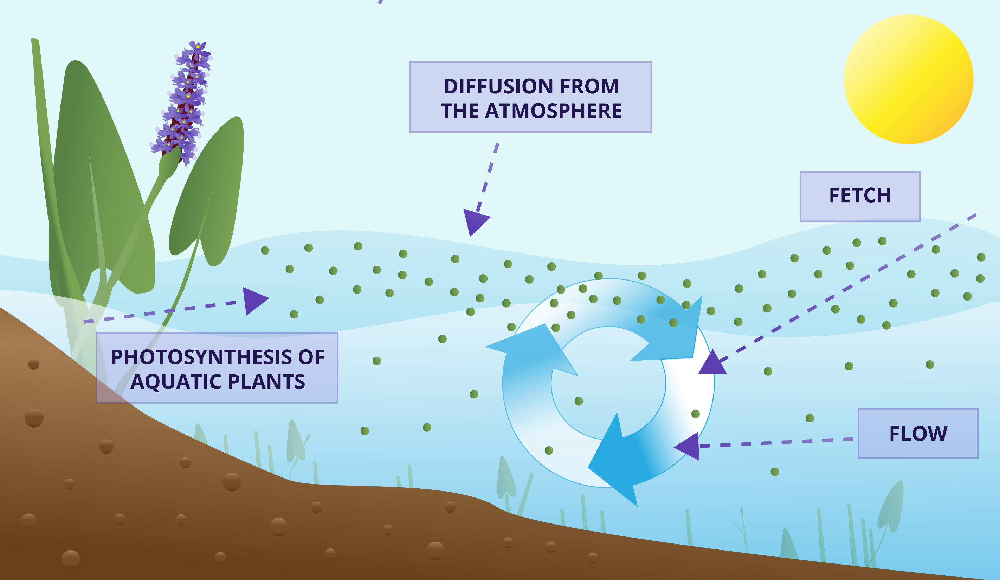 DIFFUSION FROM
THE ATMOSPHERE
FETCH
PHOTOSYNTHESIS OF
AQUATIC PLANTS
FLOW